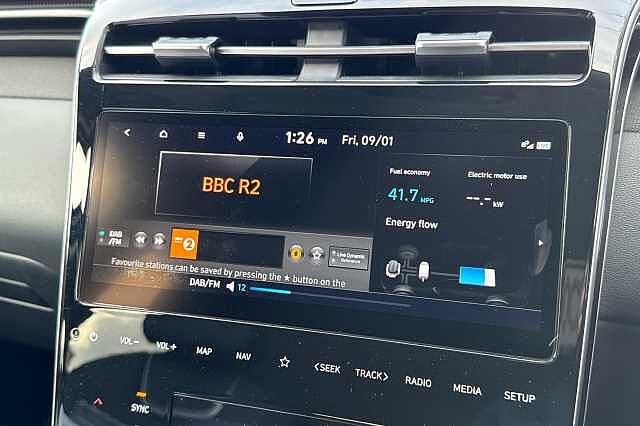 1:26 PM Fri, 09/01
BBC R2
Fuel economy
Electric motor use
41.7 MPG
--.- kW
Energy flow
DAB
/FM
2
Live Dynamic
Favourite stations can be saved by pressing the ★ button on the
DAB/FM 12
VOL− VOL+ MAP NAV ☆ <SEEK TRACK> RADIO MEDIA SETUP
SYNC